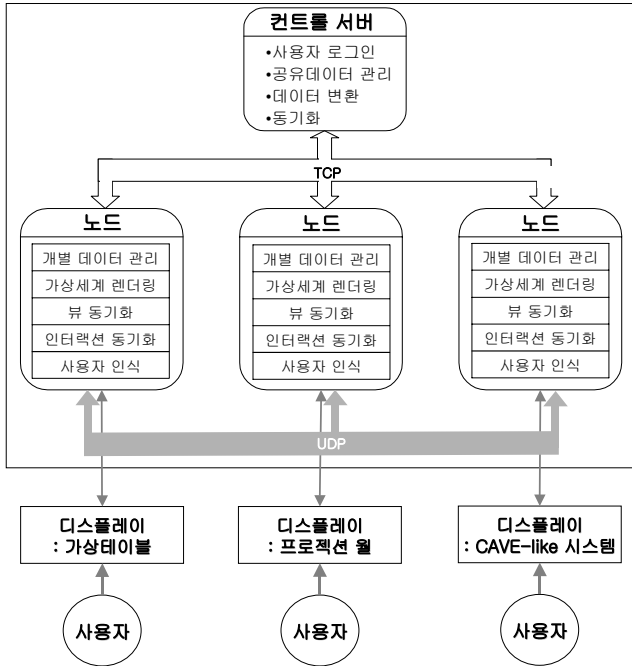 컨트롤 서버
•사용자 로그인
•공유데이터 관리
•데이터 변환
•동기화
TCP
노드
개별 데이터 관리
가상세계 렌더링
뷰 동기화
인터랙션 동기화
사용자 인식
노드
개별 데이터 관리
가상세계 렌더링
뷰 동기화
인터랙션 동기화
사용자 인식
노드
개별 데이터 관리
가상세계 렌더링
뷰 동기화
인터랙션 동기화
사용자 인식
UDP
디스플레이
: 가상테이블
디스플레이
: 프로젝션 월
디스플레이
: CAVE-like 시스템
사용자
사용자
사용자